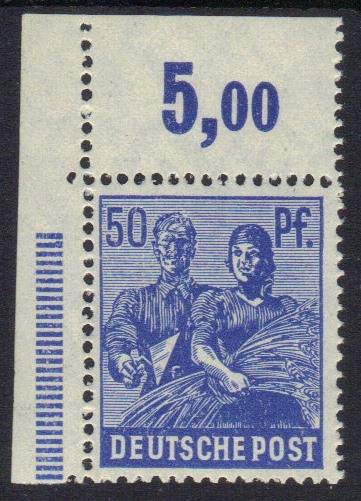 5,00
50 Pf.
DEUTSCHE POST